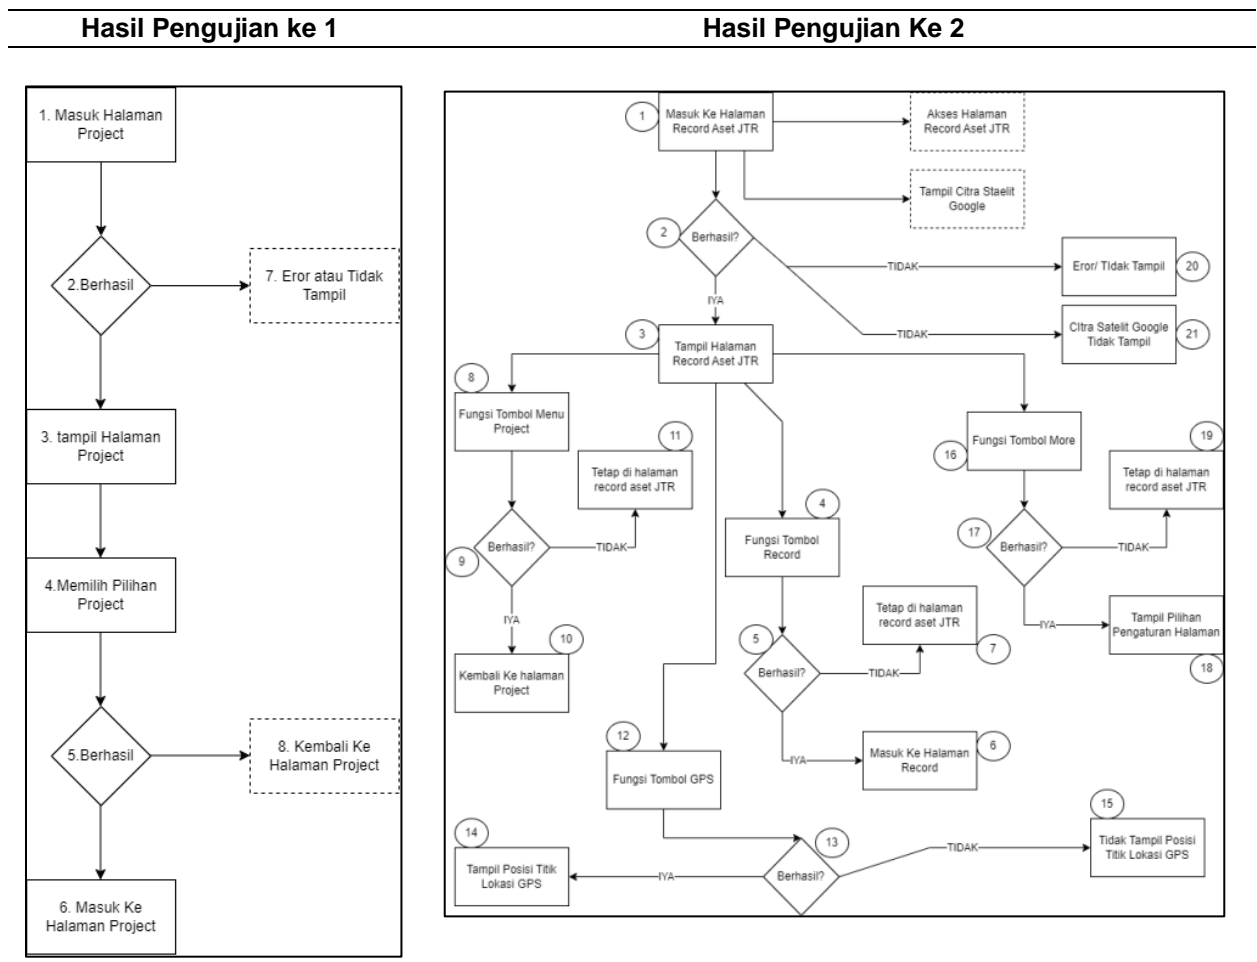 Hasil Pengujian ke 1
Hasil Pengujian Ke 2
1. Masuk Halaman
Project
2.Berhasil
7. Eror atau Tidak
Tampil
3. tampil Halaman
Project
4.Memilih Pilihan
Project
5.Berhasil
8. Kembali Ke
Halaman Project
6. Masuk Ke
Halaman Project
1
Masuk Ke Halaman
Record Aset JTR
Akses Halaman
Record Aset JTR
Tampil Citra Staelit
Google
2
Berhasil?
TIDAK
Eror/ TIdak Tampil
20
IYA
TIDAK
CItra Satelit Google
Tidak Tampil
21
3
Tampil Halaman
Record Aset JTR
8
Fungsi Tombol Menu
Project
11
Tetap di halaman
record aset JTR
9
Berhasil?
TIDAK
IYA
10
Kembali Ke halaman
Project
4
Fungsi Tombol
Record
5
Berhasil?
TIDAK
Tetap di halaman
record aset JTR
7
IYA
Masuk Ke Halaman
Record
6
Fungsi Tombol More
16
19
Tetap di halaman
record aset JTR
17
Berhasil?
TIDAK
IYA
Tampil Pilihan
Pengaturan Halaman
18
12
Fungsi Tombol GPS
13
Berhasil?
IYA
14
Tampil Posisi Titik
Lokasi GPS
TIDAK
15
Tidak Tampil Posisi
Titik Lokasi GPS